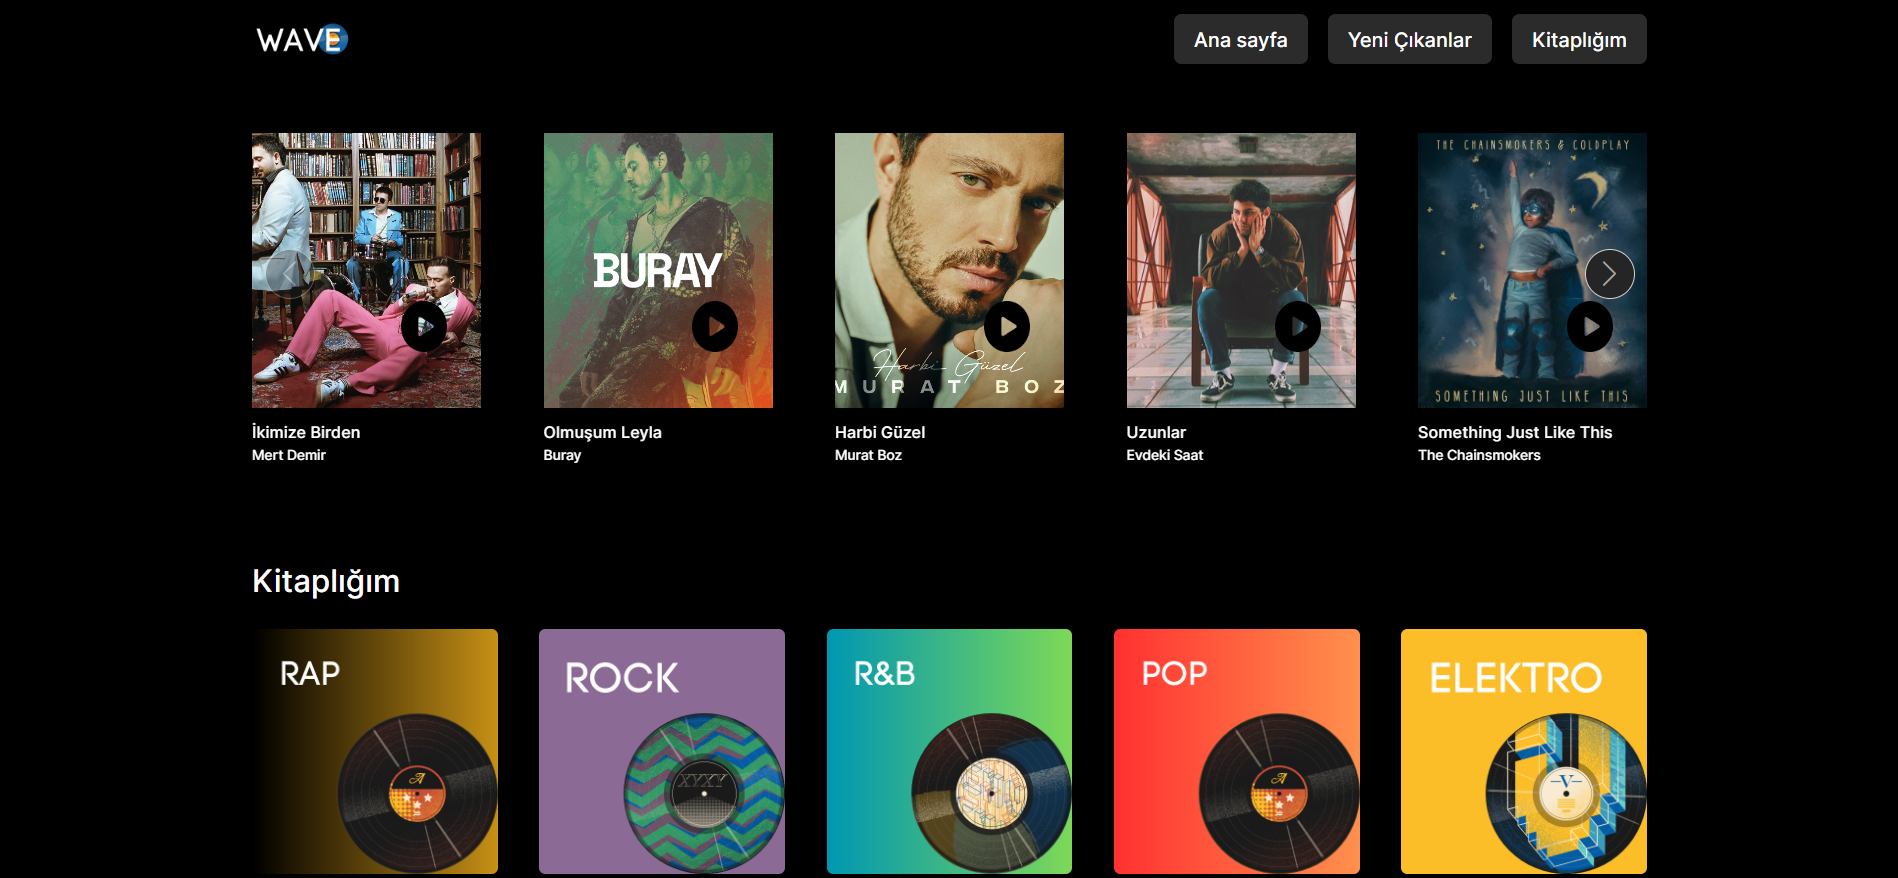 WAVE
Ana sayfa
Yeni Çıkanlar
Kitaplığım
THE CHAINSMOKERS & COLDPLAY
BURAY
Harbi Güzel
MURAT BOZ
SOMETHING JUST LIKE THIS
İkimize Birden
Mert Demir
Olmuşum Leyla
Buray
Harbi Güzel
Murat Boz
Uzunlar
Evdeki Saat
Something Just Like This
The Chainsmokers
Kitaplığım
RAP
ROCK
R&B
POP
ELEKTRO
A
XYXY
A
V